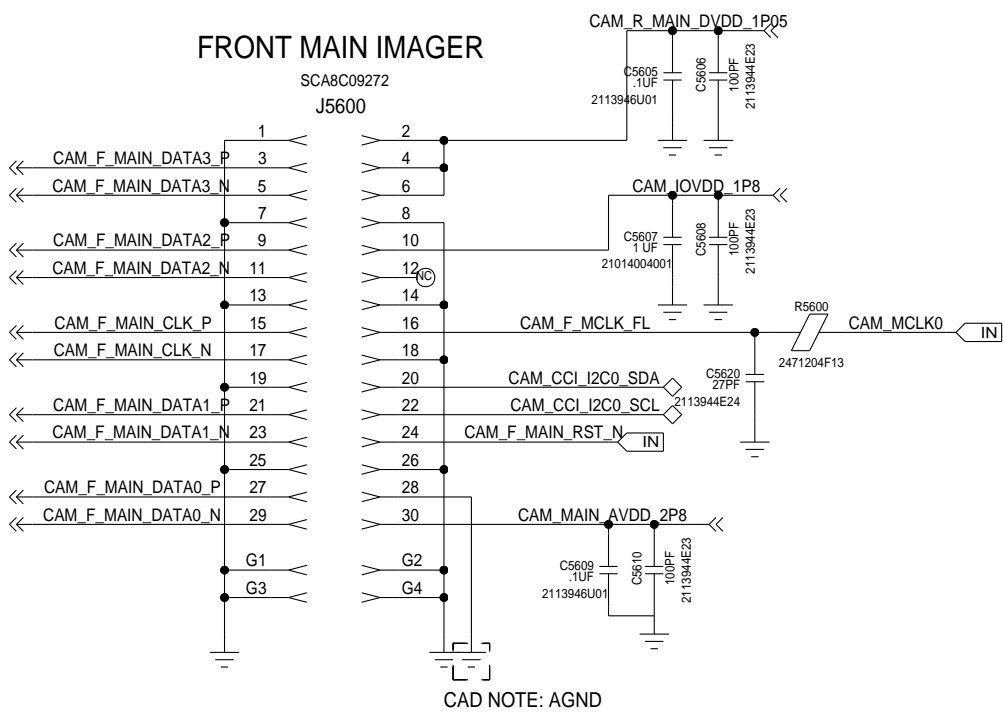 CAM_R_MAIN_DVDD_1P05
FRONT MAIN IMAGER
SCA8C09272
J5600
C5605
.1UF
2113946U01
C5606
100PF
2113944E23
1 2
CAM_F_MAIN_DATA3_P 3 4
CAM_F_MAIN_DATA3_N 5 6
CAM_IOVDD_1P8
7 8
CAM_F_MAIN_DATA2_P 9 10
C5607
1 UF
21014004001
C5608
100PF
2113944E23
CAM_F_MAIN_DATA2_N 11 12 NC
13 14
R5600
CAM_F_MAIN_CLK_P 15 16 CAM_F_MCLK_FL CAM_MCLK0 IN
2471204F13
CAM_F_MAIN_CLK_N 17 18
C5620
27PF
2113944E24
19 20 CAM_CCI_I2C0_SDA
CAM_F_MAIN_DATA1_P 21 22 CAM_CCI_I2C0_SCL
CAM_F_MAIN_DATA1_N 23 24 CAM_F_MAIN_RST_N IN
25 26
CAM_F_MAIN_DATA0_P 27 28
CAM_F_MAIN_DATA0_N 29 30 CAM_MAIN_AVDD_2P8
G1 G2
C5609
.1UF
2113946U01
C5610
100PF
2113944E23
G3 G4
CAD NOTE: AGND